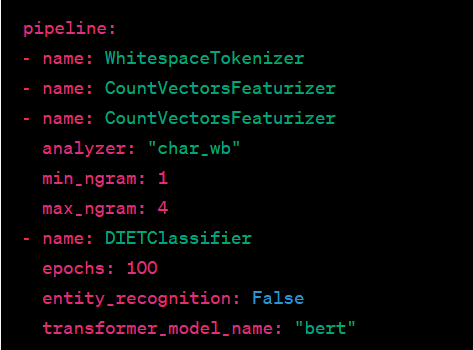 pipeline:
- name: WhitespaceTokenizer
- name: CountVectorsFeaturizer
- name: CountVectorsFeaturizer
  analyzer: "char_wb"
  min_ngram: 1
  max_ngram: 4
- name: DIETClassifier
  epochs: 100
  entity_recognition: False
  transformer_model_name: "bert"